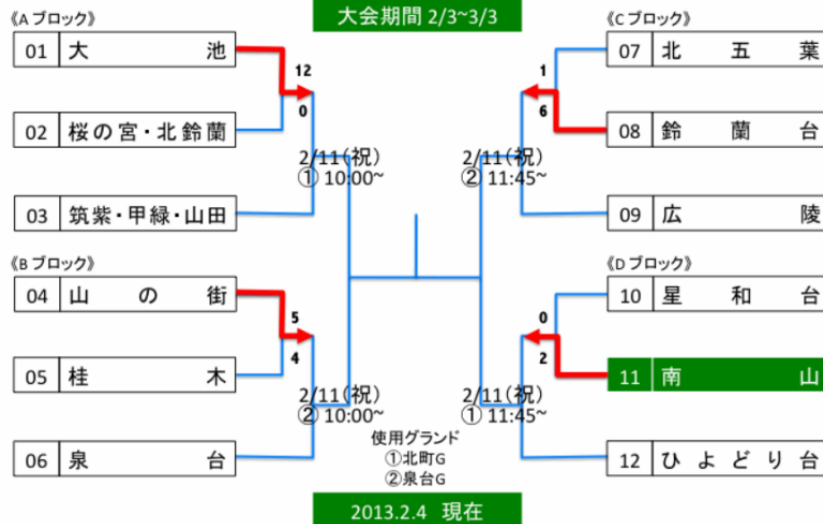 大会期間 2/3~3/3
《A ブロック》
01 大 池
12
0
02 桜の宮・北鈴蘭
2/11(祝)
① 10:00~
03 筑紫・甲緑・山田
《B ブロック》
04 山 の 街
5
4
05 桂 木
2/11(祝)
② 10:00~
06 泉 台
《C ブロック》
07 北 五 葉
1
6
08 鈴 蘭 台
2/11(祝)
② 11:45~
09 広 陵
《D ブロック》
10 星 和 台
0
2
11 南 山
2/11(祝)
① 11:45~
12 ひ よ ど り 台
使用グランド
①北町G
②泉台G
2013.2.4 現在